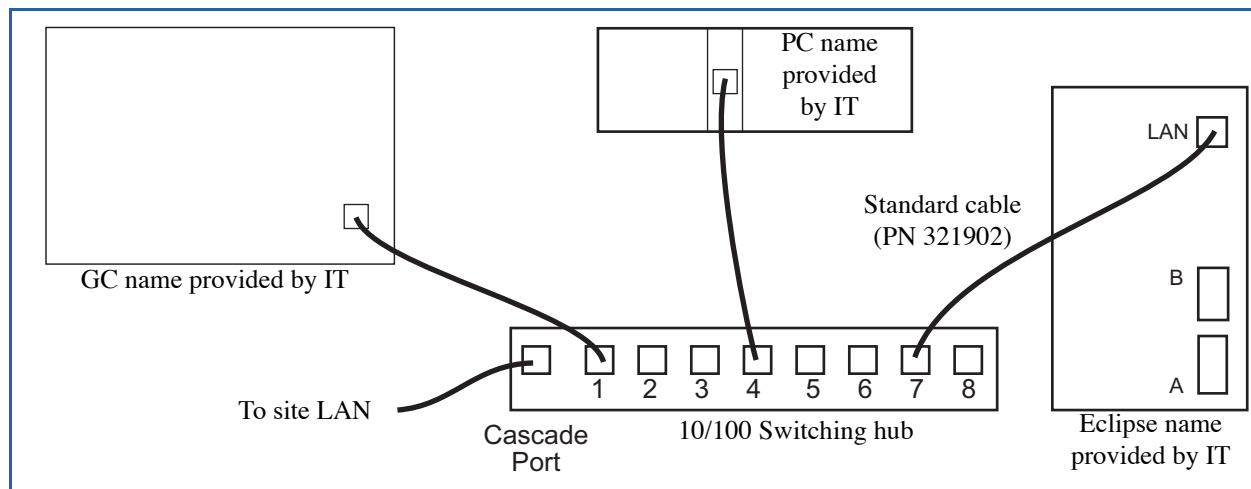 PC name
provided
by IT
LAN
Standard cable
(PN 321902)
GC name provided by IT
B
A
1 2 3 4 5 6 7 8
To site LAN
Cascade
Port
10/100 Switching hub
Eclipse name
provided by IT